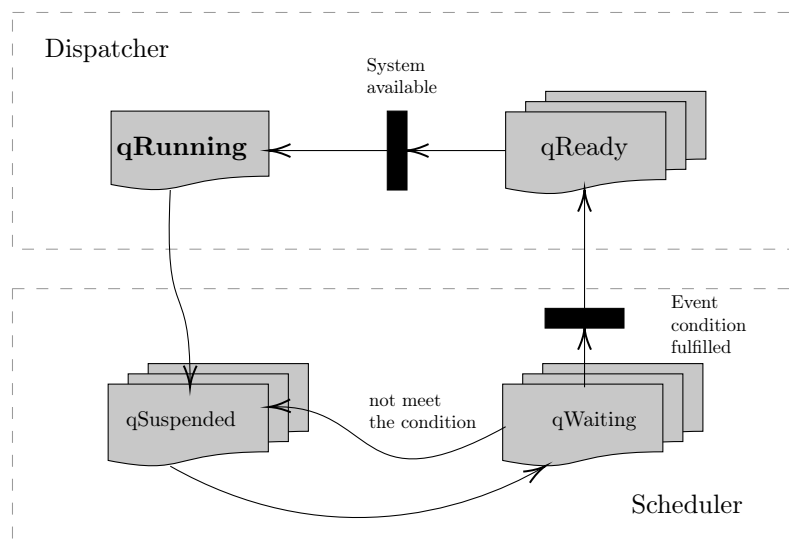 Dispatcher
System
available
qRunning
qReady
Event
condition
fulfilled
not meet
the condition
qSuspended
qWaiting
Scheduler